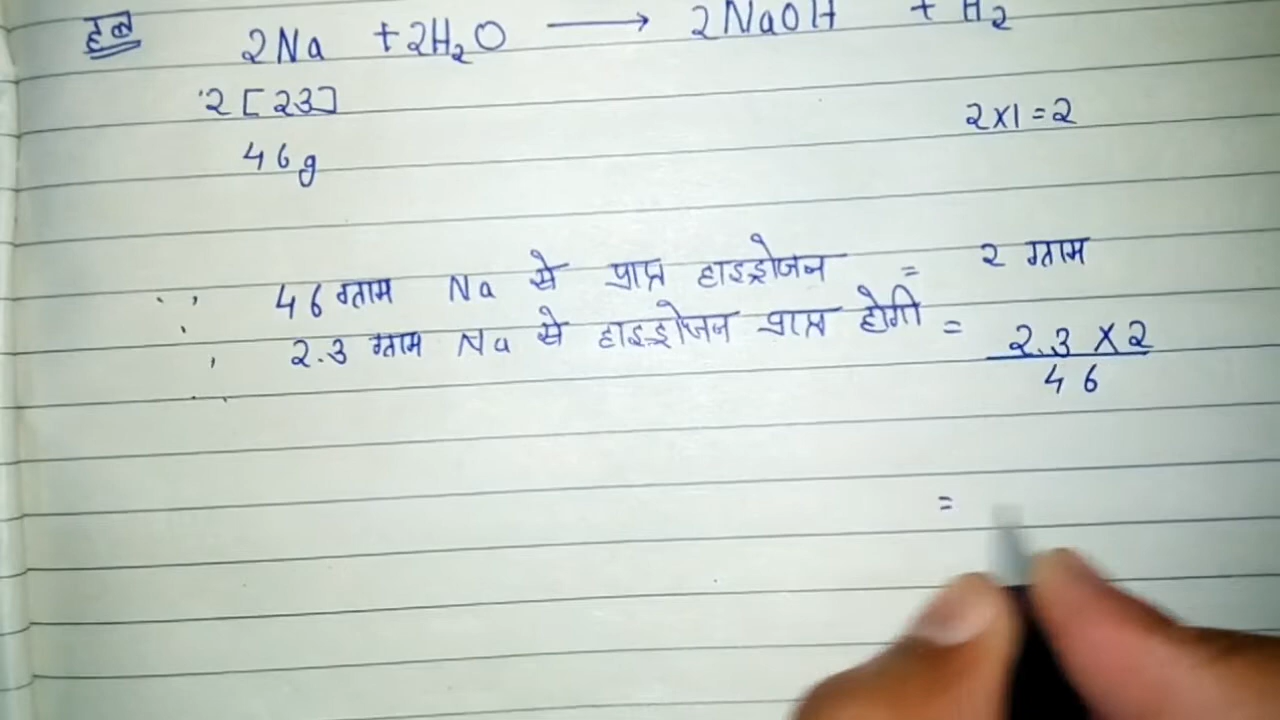 हल 2Na +2H₂O ⟶ 2NaOH + H₂
2[23]
2×1=2
46g
∵ 46 ग्राम Na से प्राप्त हाइड्रोजन = 2 ग्राम
∴ 2.3 ग्राम Na से हाइड्रोजन प्राप्त होगी = 2.3 × 2
46
=